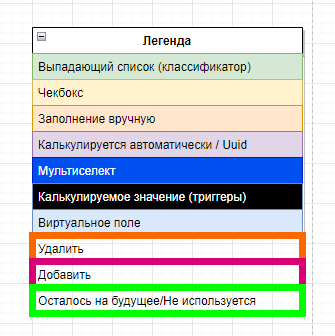 Легенда
Выпадающий список (классификатор)
Чекбокс
Заполнение вручную
Калькулируется автоматически / Uuid
Мультиселект
Калькулируемое значение (триггеры)
Виртуальное поле
Удалить
Добавить
Осталось на будущее/Не используется